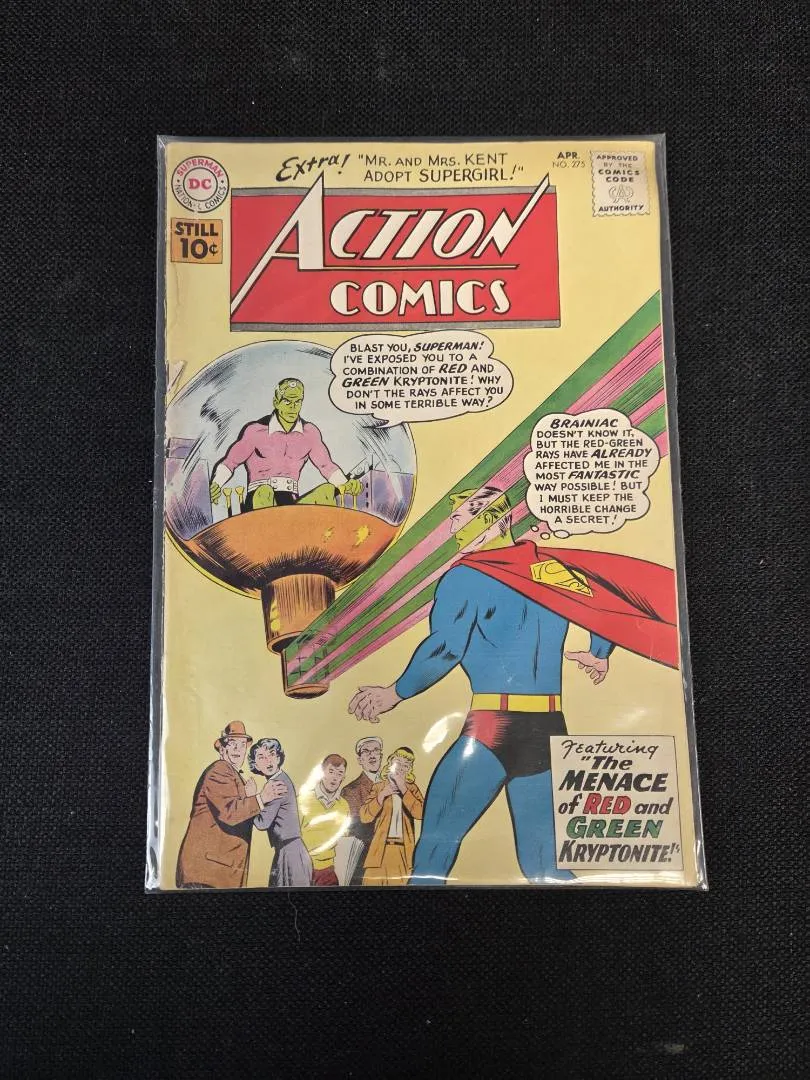 Extra! "MR. AND MRS. KENT
ADOPT SUPERGIRL!"
APR.
NO. 275
APPROVED
BY THE
COMICS
CODE
AUTHORITY
SUPERMAN
DC
NATIONAL COMICS
STILL
10¢
ACTION
COMICS
BLAST YOU, SUPERMAN!
I'VE EXPOSED YOU TO A
COMBINATION OF RED AND
GREEN KRYPTONITE! WHY
DON'T THE RAYS AFFECT YOU
IN SOME TERRIBLE WAY?
BRAINIAC
DOESN'T KNOW IT,
BUT THE RED-GREEN
RAYS HAVE ALREADY
AFFECTED ME IN THE
MOST FANTASTIC
WAY POSSIBLE! BUT
I MUST KEEP THE
HORRIBLE CHANGE
A SECRET!
Featuring
"The
MENACE
of RED and
GREEN
KRYPTONITE!"